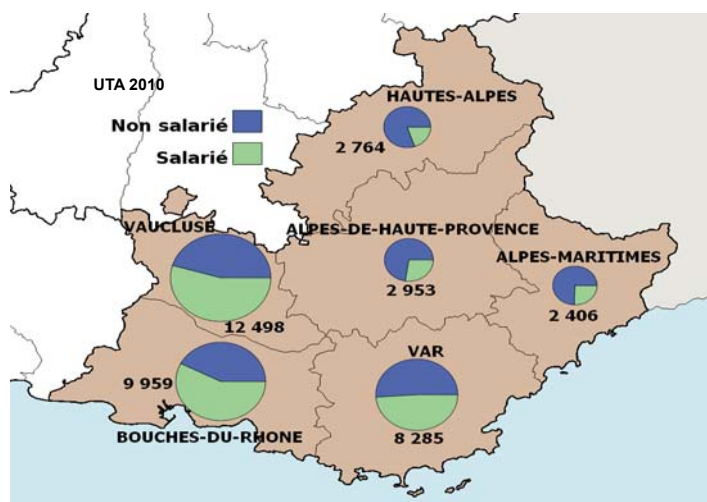 UTA 2010
Non salarié
Salarié
HAUTES-ALPES
2 764
VAUCLUSE
12 498
ALPES-DE-HAUTE-PROVENCE
2 953
ALPES-MARITIMES
2 406
9 959
BOUCHES-DU-RHONE
VAR
8 285